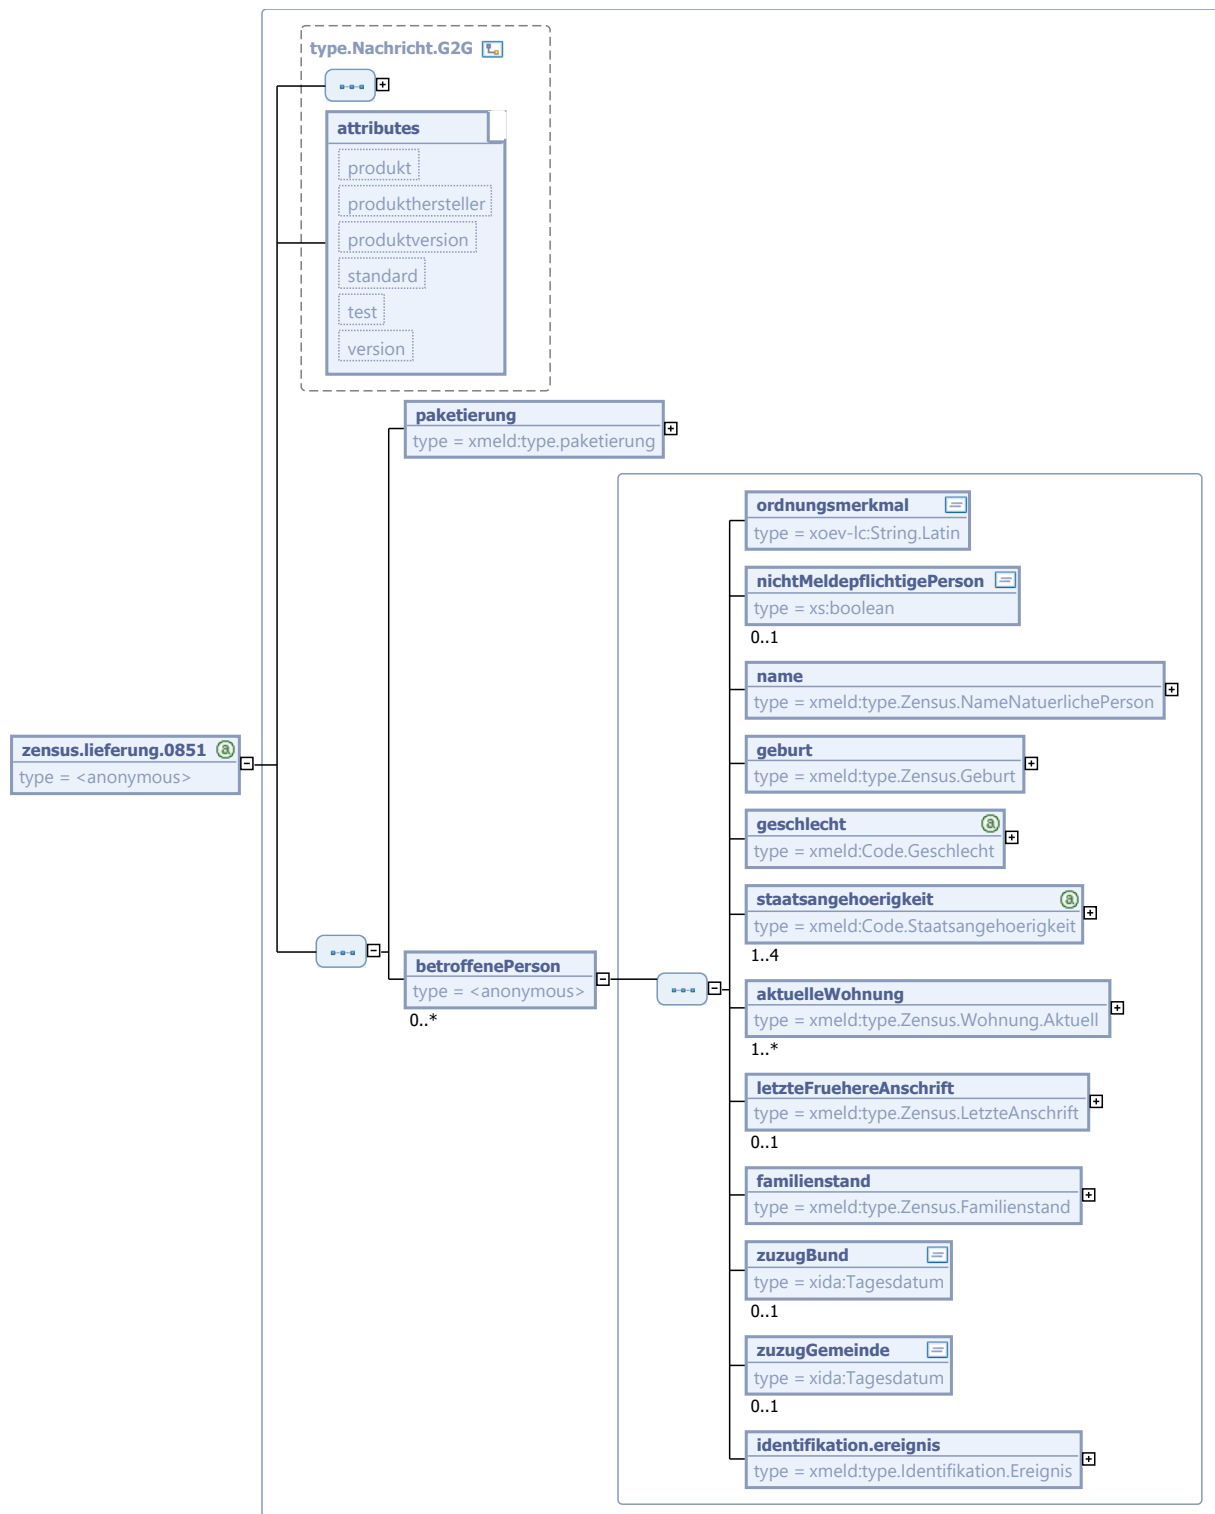 type.Nachricht.G2G
attributes
produkt
produkthersteller
produktversion
standard
test
version
paketierung
type = xmeld:type.paketierung
ordnungsmerkmal
type = xoev-lc:String.Latin
nichtMeldepflichtigePerson
type = xs:boolean
0..1
name
type = xmeld:type.Zensus.NameNatuerlichePerson
zensus.lieferung.0851
type = <anonymous>
geburt
type = xmeld:type.Zensus.Geburt
geschlecht
type = xmeld:Code.Geschlecht
staatsangehoerigkeit
type = xmeld:Code.Staatsangehoerigkeit
1..4
betroffenePerson
type = <anonymous>
0..*
aktuelleWohnung
type = xmeld:type.Zensus.Wohnung.Aktuell
1..*
letzteFruehereAnschrift
type = xmeld:type.Zensus.LetzteAnschrift
0..1
familienstand
type = xmeld:type.Zensus.Familienstand
zuzugBund
type = xida:Tagesdatum
0..1
zuzugGemeinde
type = xida:Tagesdatum
0..1
identifikation.ereignis
type = xmeld:type.Identifikation.Ereignis